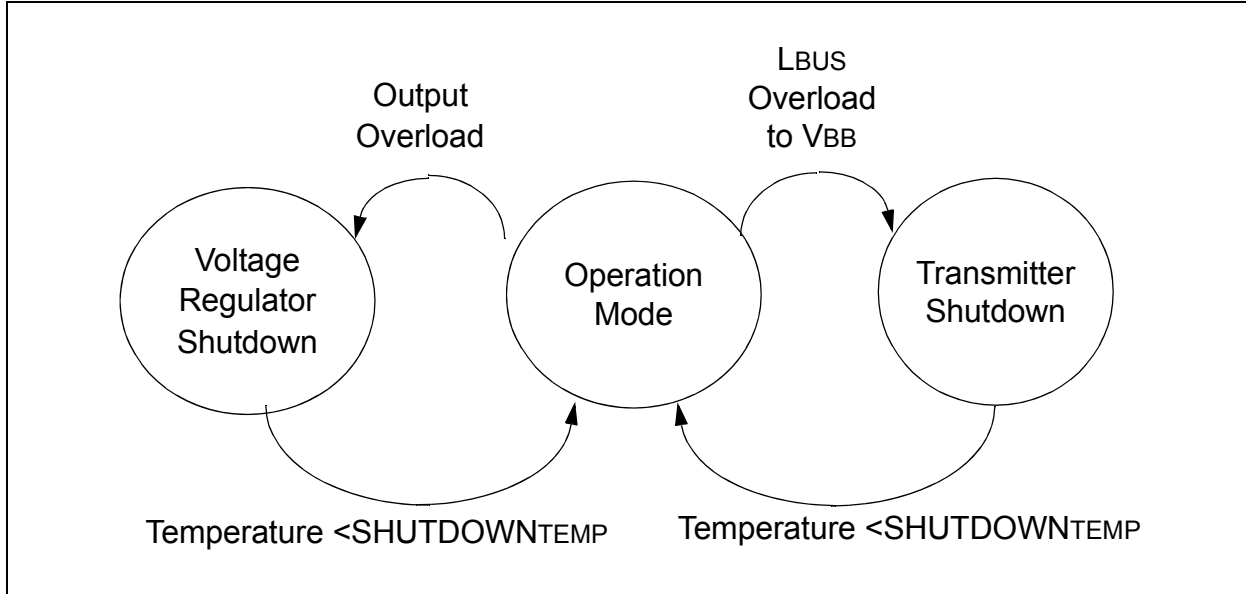 Output
Overload
LBUS
Overload
to VBB
Voltage
Regulator
Shutdown
Operation
Mode
Transmitter
Shutdown
Temperature <SHUTDOWNTEMP
Temperature <SHUTDOWNTEMP